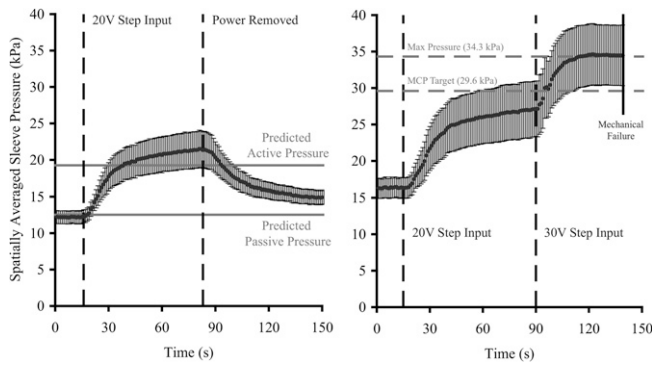 20V Step Input
Power Removed
Spatially Averaged Sleeve Pressure (kPa)
40
35
30
25
20
15
10
5
0
Predicted
Active Pressure
Predicted
Passive Pressure
0
30
60
90
120
150
Time (s)
40
35
30
25
20
15
10
5
0
Max Pressure (34.3 kPa)
MCP Target (29.6 kPa)
Mechanical
Failure
20V Step Input
30V Step Input
0
30
60
90
120
150
Time (s)